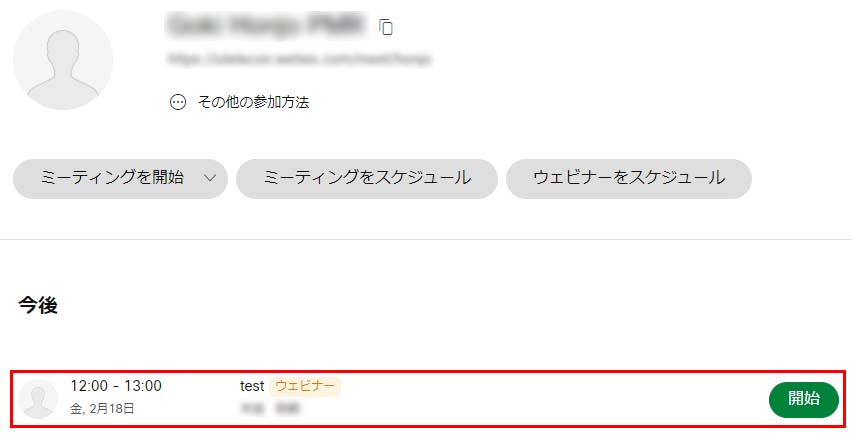 その他の参加方法
ミーティングを開始
ミーティングをスケジュール
ウェビナーをスケジュール
今後
12:00 - 13:00
test ウェビナー
金, 2月18日
開始